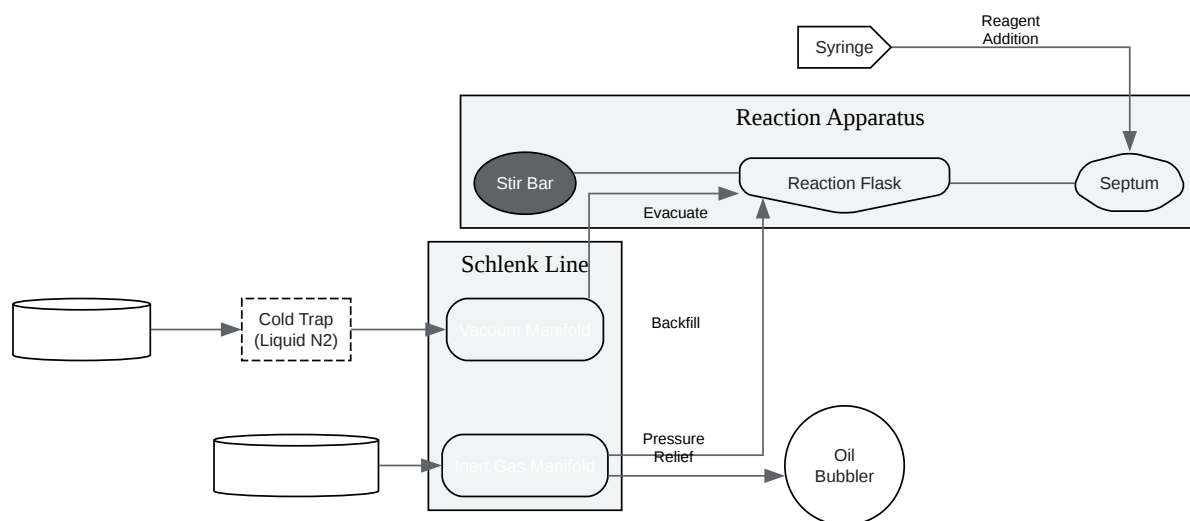 Reagent
Addition
Syringe
Reaction Apparatus
Stir Bar
Reaction Flask
Septum
Evacuate
Schlenk Line
Vacuum Manifold
Cold Trap
(Liquid N2)
Backfill
Pressure
Relief
Inert Gas Manifold
Oil
Bubbler